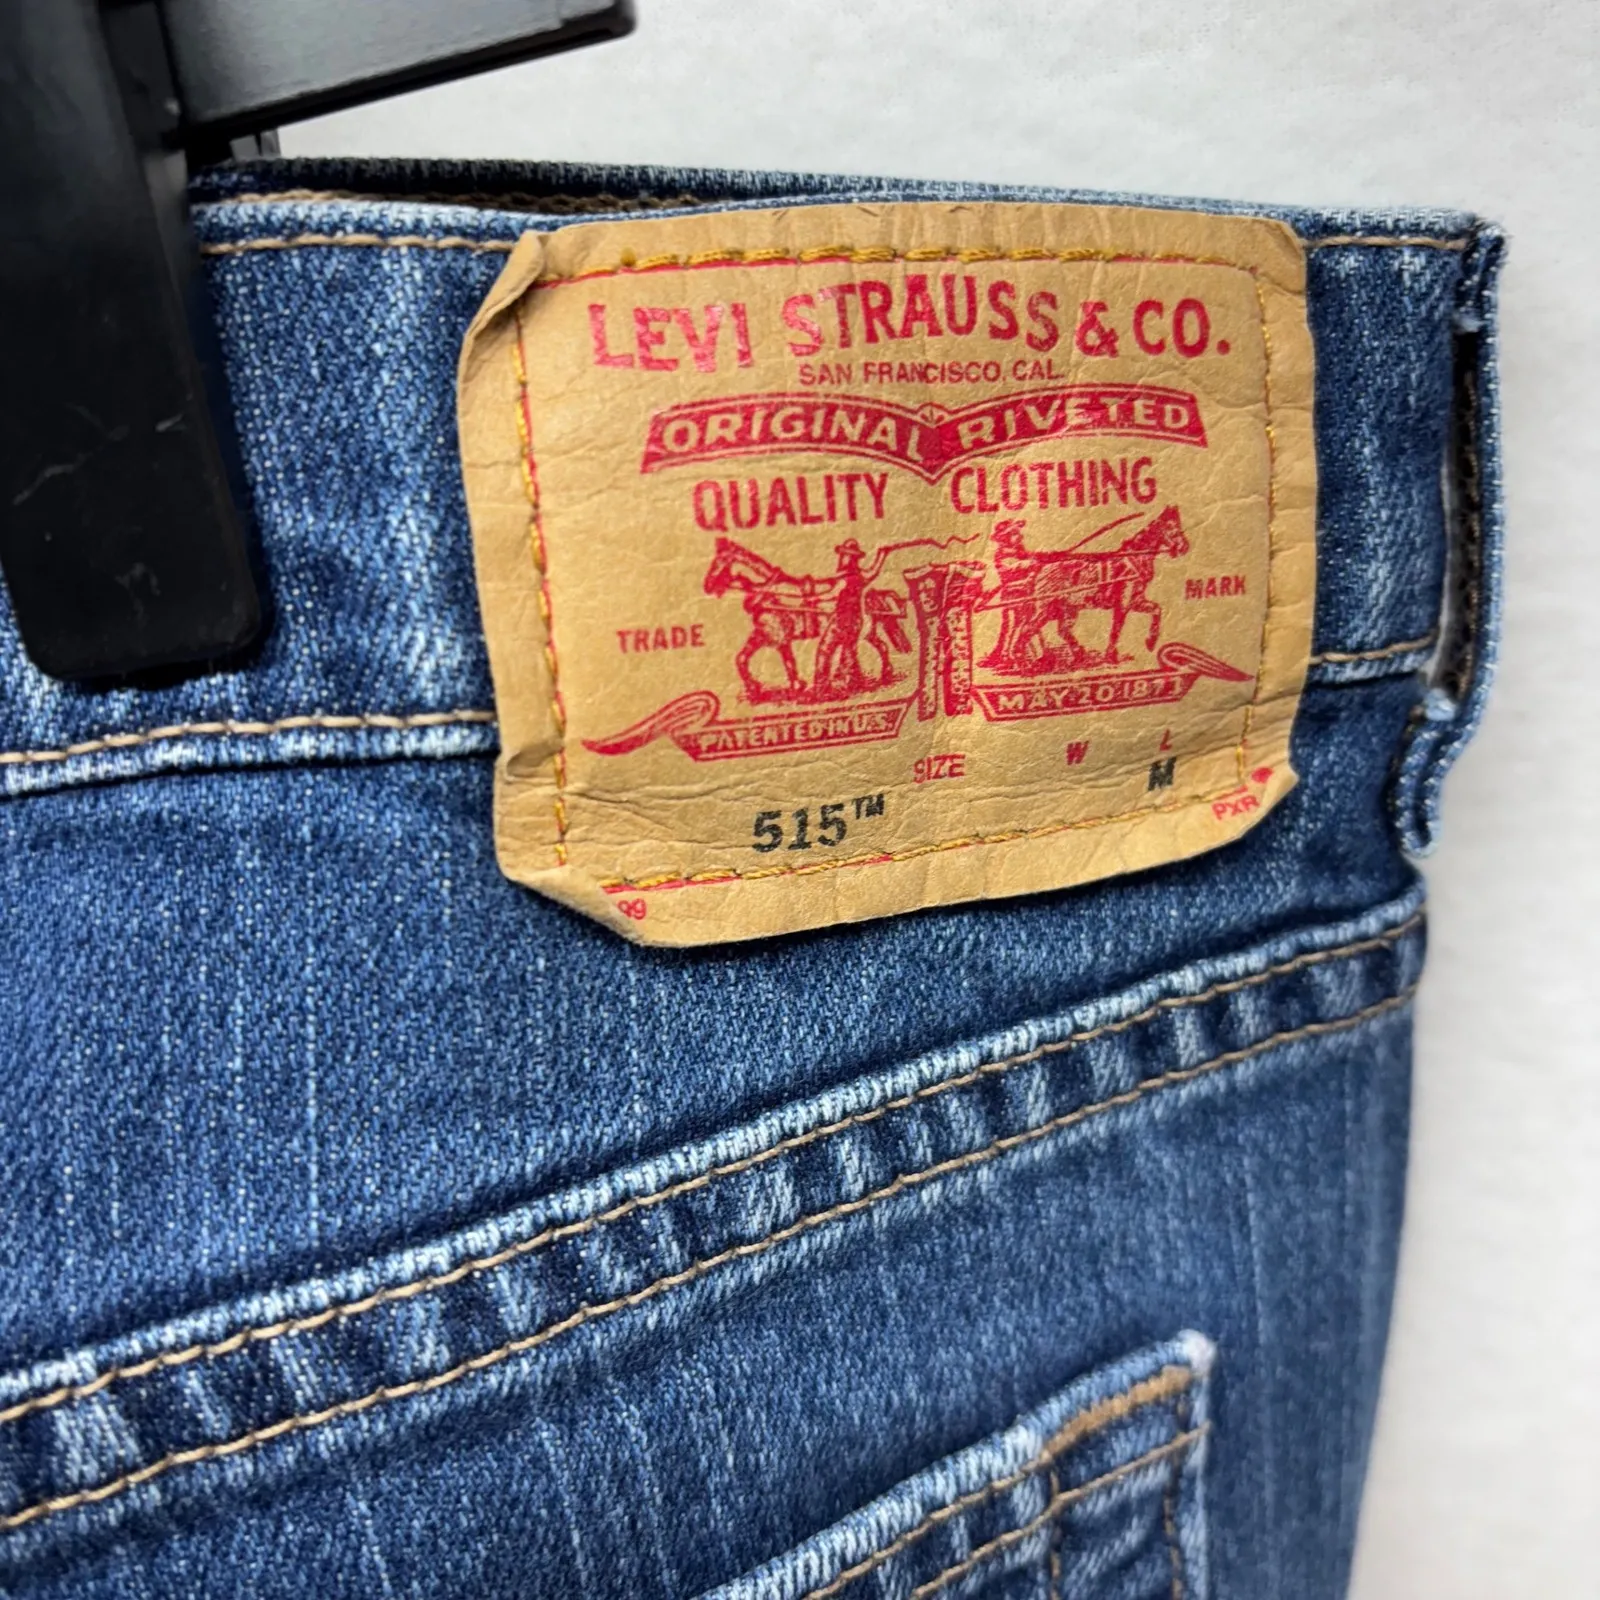 LEVI STRAUSS & CO.
SAN FRANCISCO, CAL.
ORIGINAL RIVETED
QUALITY CLOTHING
TRADE MARK
PATENTED IN U.S. MAY 20 1873
SIZE W L
515™ M
PXR
99